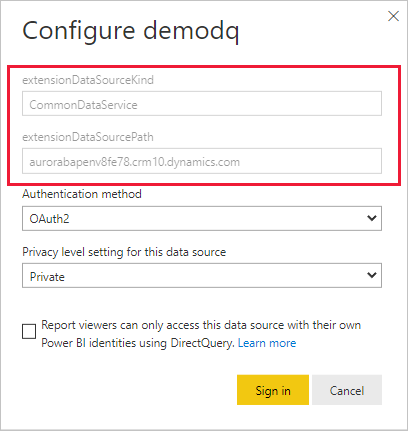 Configure demodq
extensionDataSourceKind
CommonDataService
extensionDataSourcePath
aurorabapenv8fe78.crm10.dynamics.com
Authentication method
OAuth2
Privacy level setting for this data source
Private
Report viewers can only access this data source with their own
Power BI identities using DirectQuery. Learn more
Sign in Cancel